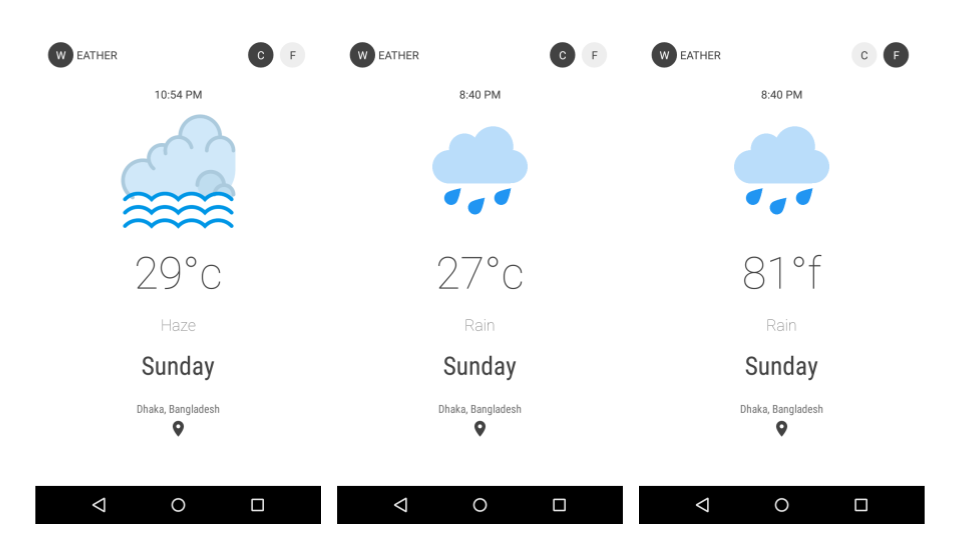 W EATHER C F
10:54 PM
29°c
Haze
Sunday
Dhaka, Bangladesh
W EATHER C F
8:40 PM
27°c
Rain
Sunday
Dhaka, Bangladesh
W EATHER C F
8:40 PM
81°f
Rain
Sunday
Dhaka, Bangladesh